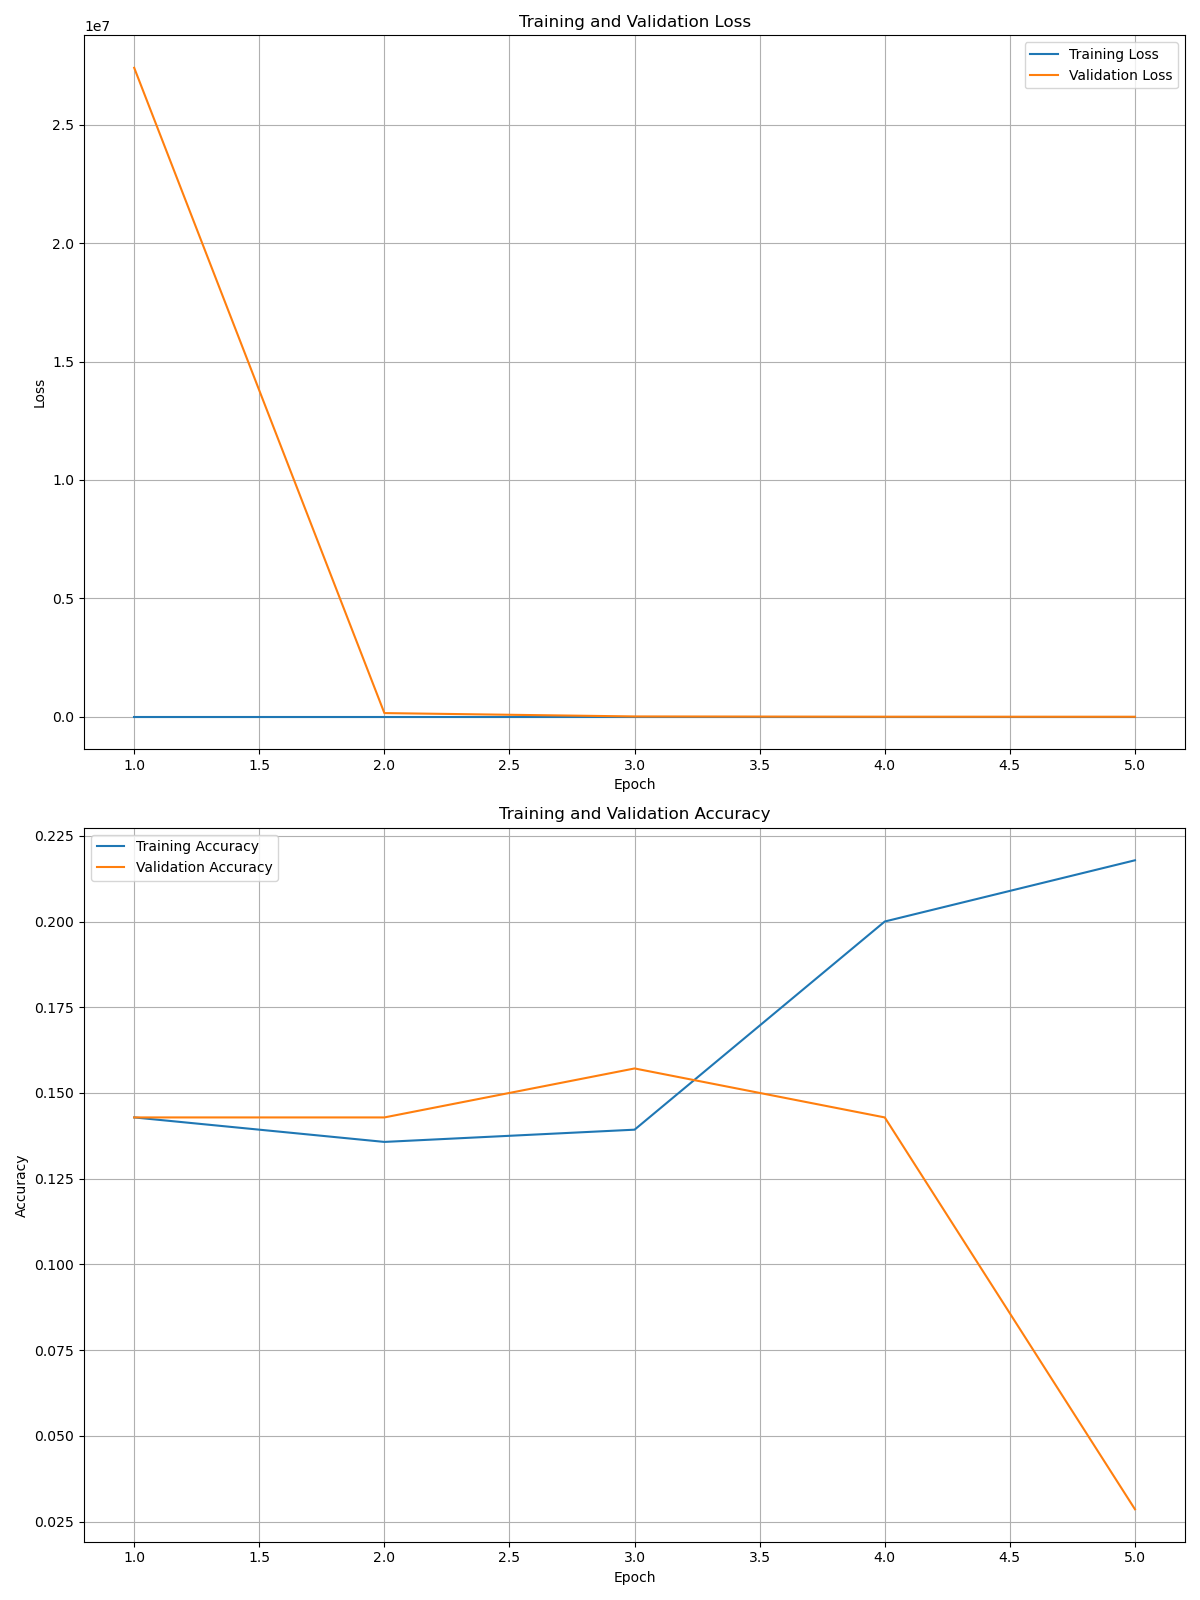 Training and Validation Loss
1e7
Training Loss
Validation Loss
2.5
2.0
1.5
1.0
0.5
0.0
Loss
1.0 1.5 2.0 2.5 3.0 3.5 4.0 4.5 5.0
Epoch
Training and Validation Accuracy
Training Accuracy
Validation Accuracy
0.225
0.200
0.175
0.150
0.125
0.100
0.075
0.050
0.025
Accuracy
1.0 1.5 2.0 2.5 3.0 3.5 4.0 4.5 5.0
Epoch